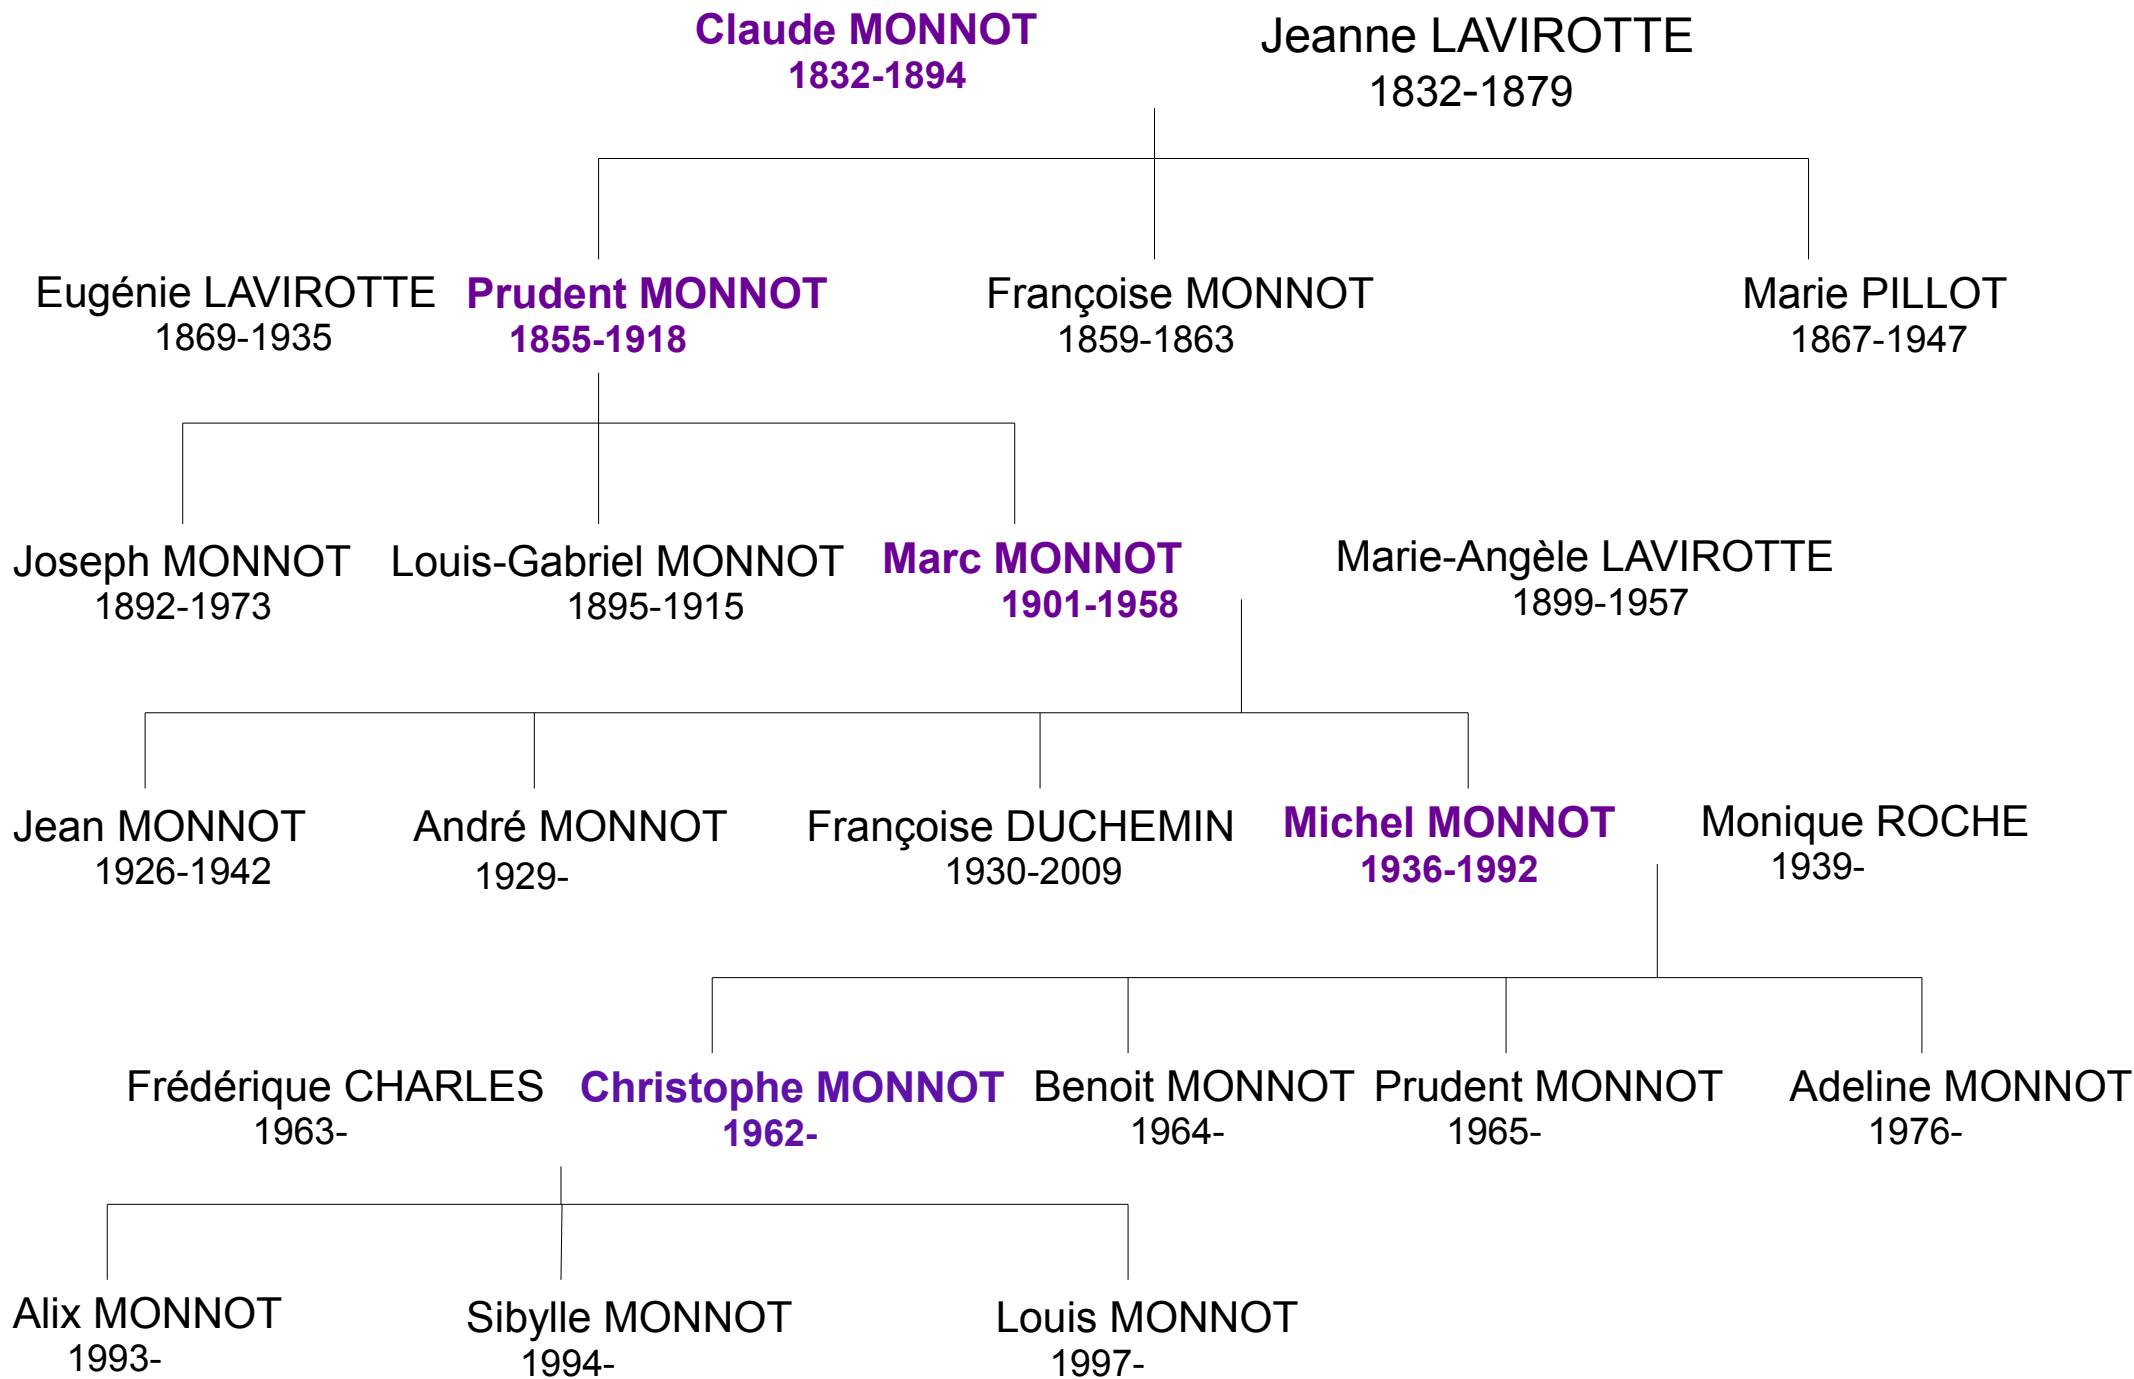 Claude MONNOT
1832-1894
Jeanne LAVIROTTE
1832-1879
Eugénie LAVIROTTE
1869-1935
Prudent MONNOT
1855-1918
Françoise MONNOT
1859-1863
Marie PILLOT
1867-1947
Joseph MONNOT
1892-1973
Louis-Gabriel MONNOT
1895-1915
Marc MONNOT
1901-1958
Marie-Angèle LAVIROTTE
1899-1957
Jean MONNOT
1926-1942
André MONNOT
1929-
Françoise DUCHEMIN
1930-2009
Michel MONNOT
1936-1992
Monique ROCHE
1939-
Frédérique CHARLES
1963-
Christophe MONNOT
1962-
Benoit MONNOT
1964-
Prudent MONNOT
1965-
Adeline MONNOT
1976-
Alix MONNOT
1993-
Sibylle MONNOT
1994-
Louis MONNOT
1997-